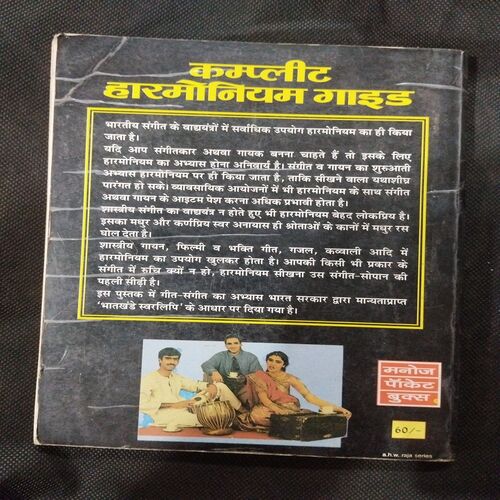 कम्प्लीट
हारमोनियम गाइड
भारतीय संगीत के वाद्ययंत्रों में सर्वाधिक उपयोग हारमोनियम का ही किया
जाता है।
यदि आप संगीतकार अथवा गायक बनना चाहते हैं तो इसके लिए
हारमोनियम का अभ्यास होना अनिवार्य है। संगीत व गायन का शुरुआती
अभ्यास हारमोनियम पर ही किया जाता है, ताकि सीखने वाला यथाशीघ्र
पारंगत हो सके। व्यावसायिक आयोजनों में भी हारमोनियम के साथ संगीत
अथवा गायन के आइटम पेश करना अधिक प्रभावी होता है।
शास्त्रीय संगीत का वाद्ययंत्र न होते हुए भी हारमोनियम बेहद लोकप्रिय है।
इसका मधुर और कर्णप्रिय स्वर अनायास ही श्रोताओं के कानों में मधुर रस
घोल देता है।
शास्त्रीय गायन, फिल्मी व भक्ति गीत, गजल, कव्वाली आदि में
हारमोनियम का उपयोग खुलकर होता है। आपकी किसी भी प्रकार के
संगीत में रुचि क्यों न हो, हारमोनियम सीखना उस संगीत-सोपान की
पहली सीढ़ी है।
इस पुस्तक में गीत-संगीत का अभ्यास भारत सरकार द्वारा मान्यताप्राप्त
'भातखंडे स्वरलिपि' के आधार पर दिया गया है।
मनोज
पॉकेट
बुक्स
60/-
a.h.w. raja series